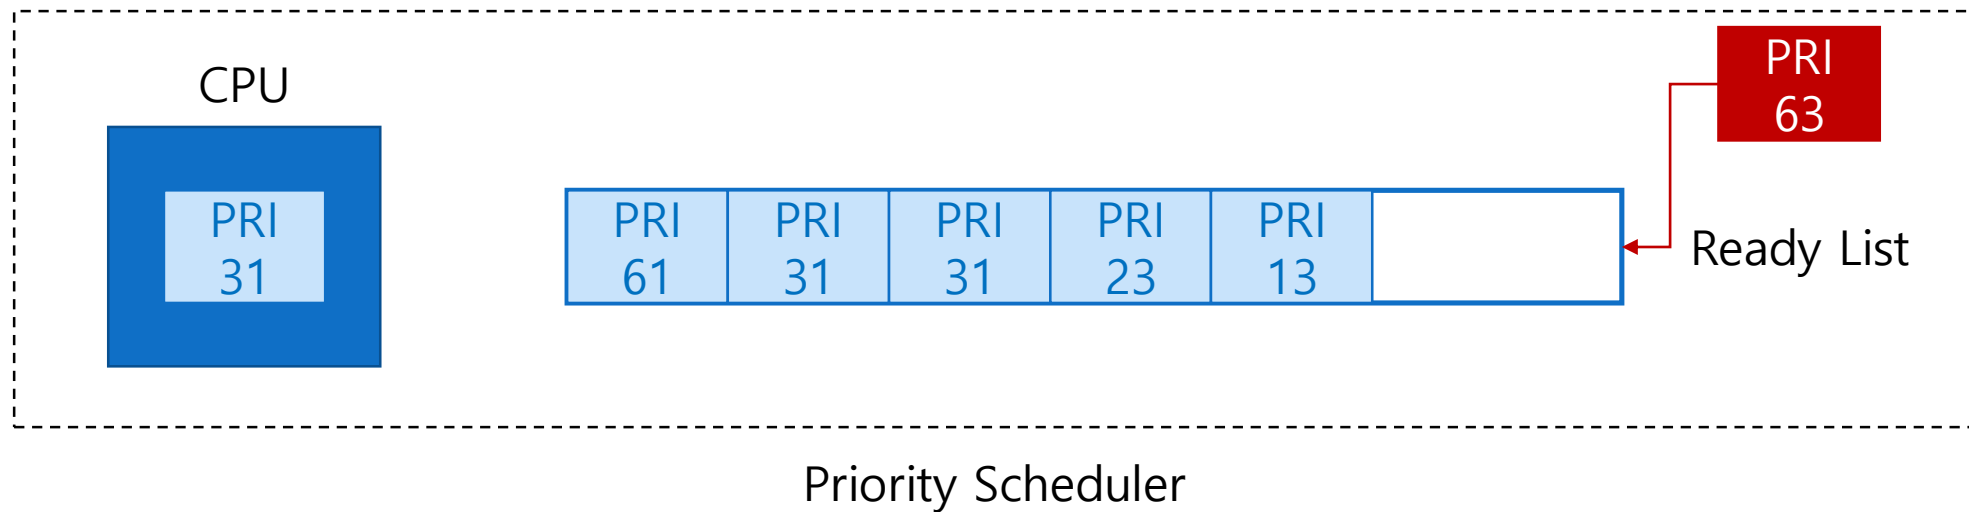 CPU
PRI
31
PRI
61
PRI
31
PRI
31
PRI
23
PRI
13
PRI
63
Ready List
Priority Scheduler